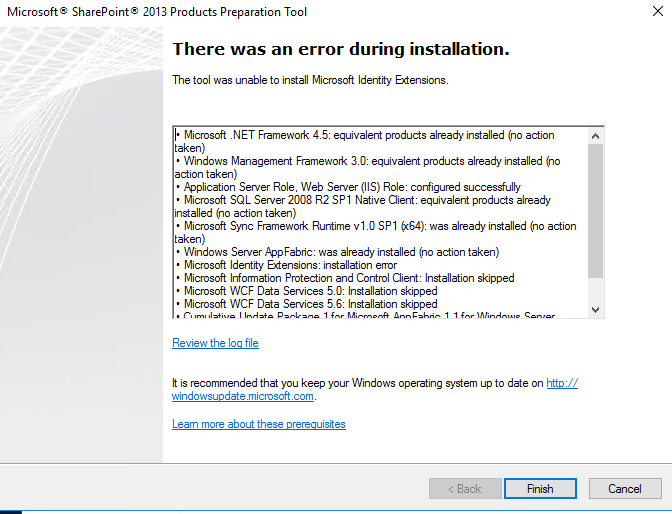 Microsoft® SharePoint® 2013 Products Preparation Tool
There was an error during installation.
The tool was unable to install Microsoft Identity Extensions.
• Microsoft .NET Framework 4.5: equivalent products already installed (no action
taken)
• Windows Management Framework 3.0: equivalent products already installed (no
action taken)
• Application Server Role, Web Server (IIS) Role: configured successfully
• Microsoft SQL Server 2008 R2 SP1 Native Client: equivalent products already
installed (no action taken)
• Microsoft Sync Framework Runtime v1.0 SP1 (x64): was already installed (no action
taken)
• Windows Server AppFabric: was already installed (no action taken)
• Microsoft Identity Extensions: installation error
• Microsoft Information Protection and Control Client: Installation skipped
• Microsoft WCF Data Services 5.0: Installation skipped
• Microsoft WCF Data Services 5.6: Installation skipped
• Cumulative Update Package 1 for Microsoft AppFabric 1.1 for Windows Server
Review the log file
It is recommended that you keep your Windows operating system up to date on http://
windowsupdate.microsoft.com.
Learn more about these prerequisites
< Back
Finish
Cancel